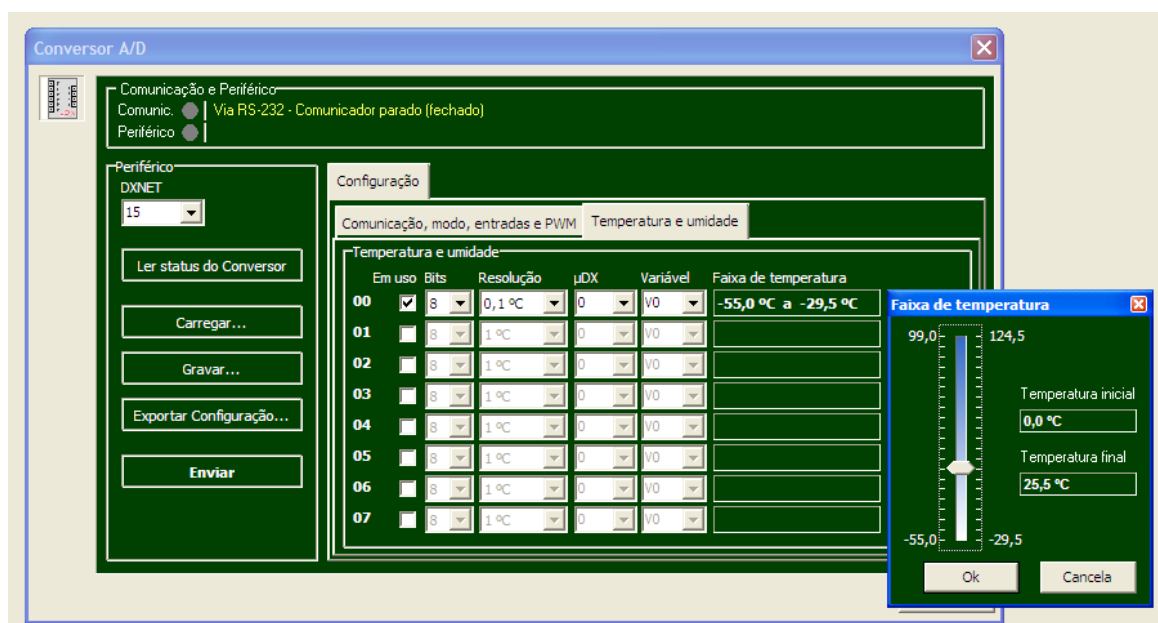 Conversor A/D
Comunicação e Periférico
Comunic. Via RS-232 - Comunicador parado (fechado)
Periférico
Periférico
DXNET
15
Ler status do Conversor
Carregar...
Gravar...
Exportar Configuração...
Enviar
Configuração
Comunicação, modo, entradas e PWM Temperatura e umidade
Temperatura e umidade
Em uso Bits Resolução µDX Variável Faixa de temperatura
00 8 0,1 ºC 0 V0 -55,0 ºC a -29,5 ºC
01 8 1 ºC 0 V0
02 8 1 ºC 0 V0
03 8 1 ºC 0 V0
04 8 1 ºC 0 V0
05 8 1 ºC 0 V0
06 8 1 ºC 0 V0
07 8 1 ºC 0 V0
Faixa de temperatura
99,0 124,5
Temperatura inicial
0,0 ºC
Temperatura final
25,5 ºC
-55,0 -29,5
Ok Cancela